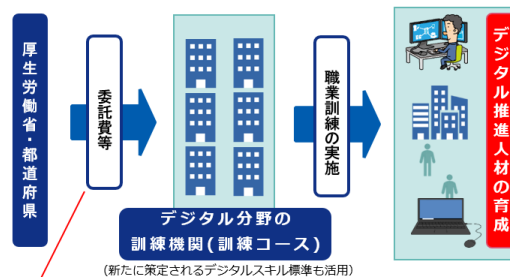 厚生労働省・都道府県
委託費等
職業訓練の実施
デジタル推進人材の育成
デジタル分野の
訓練機関(訓練コース)
(新たに策定されるデジタルスキル標準も活用)